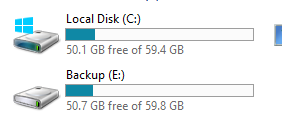 Local Disk (C:)
50.1 GB free of 59.4 GB
Backup (E:)
50.7 GB free of 59.8 GB